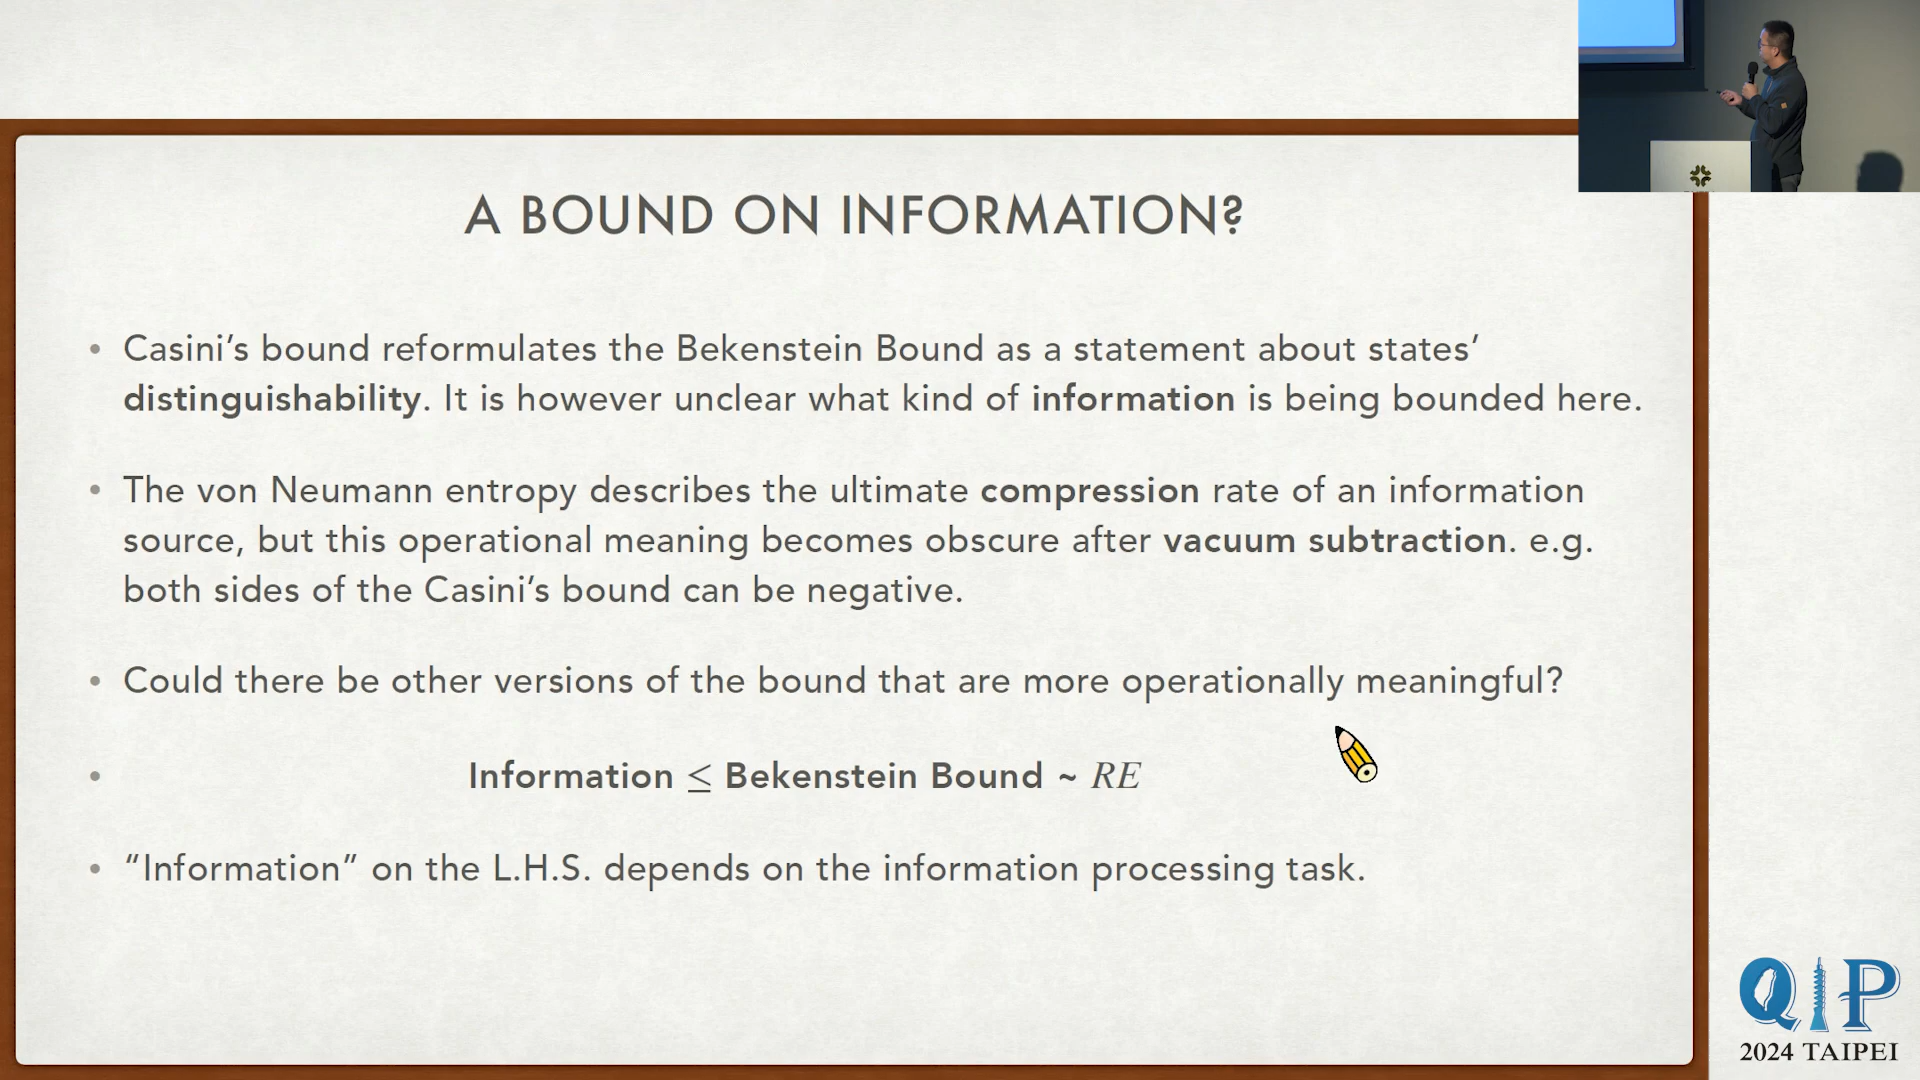 A BOUND ON INFORMATION?
• Casini’s bound reformulates the Bekenstein Bound as a statement about states’
distinguishability. It is however unclear what kind of information is being bounded here.
• The von Neumann entropy describes the ultimate compression rate of an information
source, but this operational meaning becomes obscure after vacuum subtraction. e.g.
both sides of the Casini’s bound can be negative.
• Could there be other versions of the bound that are more operationally meaningful?
• Information ≤ Bekenstein Bound ~ RE
• “Information” on the L.H.S. depends on the information processing task.
QIP
2024 TAIPEI